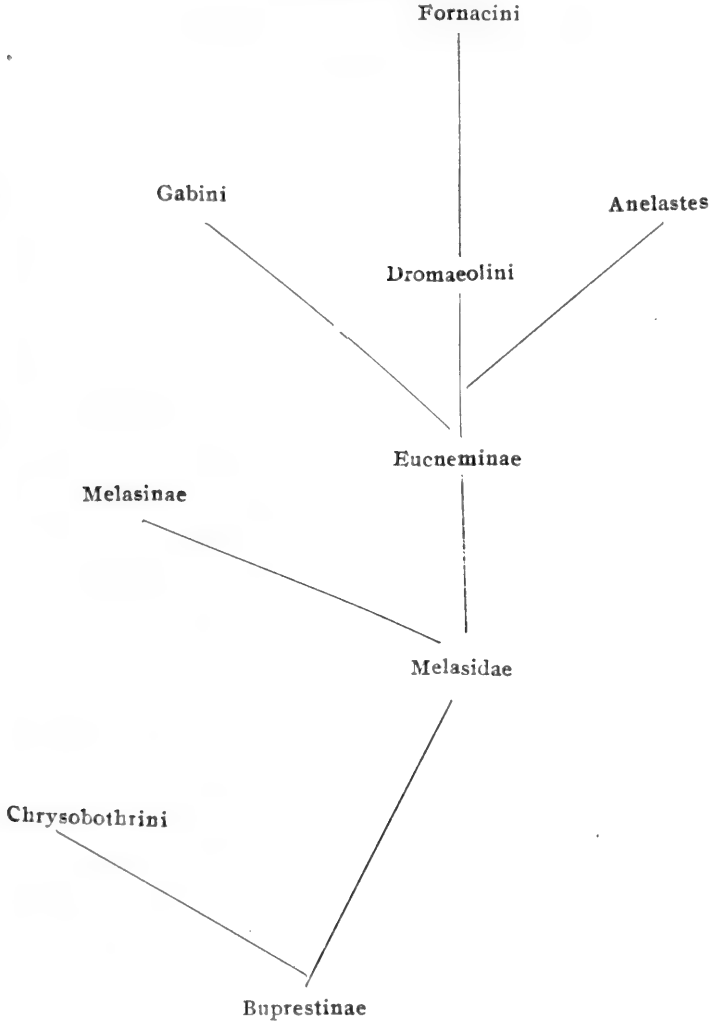 Fornacini
Gabini
Anelastes
Dromaeolini
Eucneminae
Melasinae
Melasidae
Chrysobothrini
Buprestinae